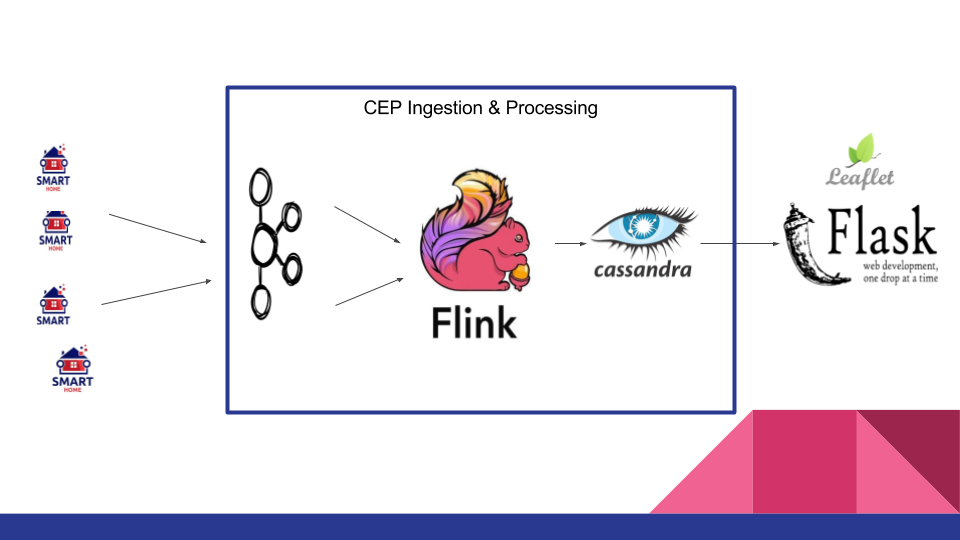 CEP Ingestion & Processing
SMART
HOME
SMART
HOME
SMART
SMART
HOME
Flink
cassandra
Leaflet
Flask
web development,
one drop at a time